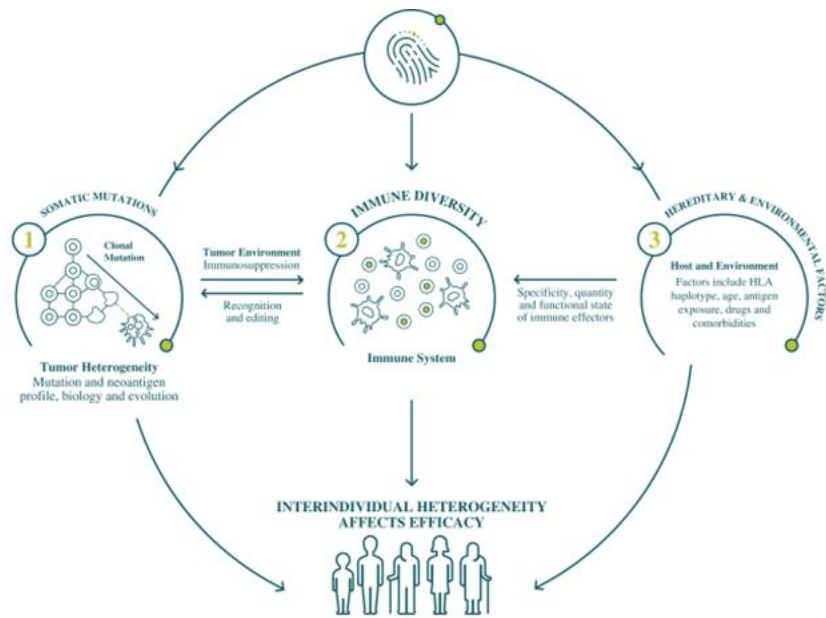 SOMATIC MUTATIONS
1
Clonal
Mutation
Tumor Heterogeneity
Mutation and neoantigen
profile, biology and evolution
Tumor Environment
Immunosuppression
Recognition
and editing
IMMUNE DIVERSITY
2
Immune System
Specificity, quantity
and functional state
of immune effectors
HEREDITARY & ENVIRONMENTAL FACTORS
3
Host and Environment
Factors include HLA
haplotype, age, antigen
exposure, drugs and
comorbidities
INTERINDIVIDUAL HETEROGENEITY
AFFECTS EFFICACY